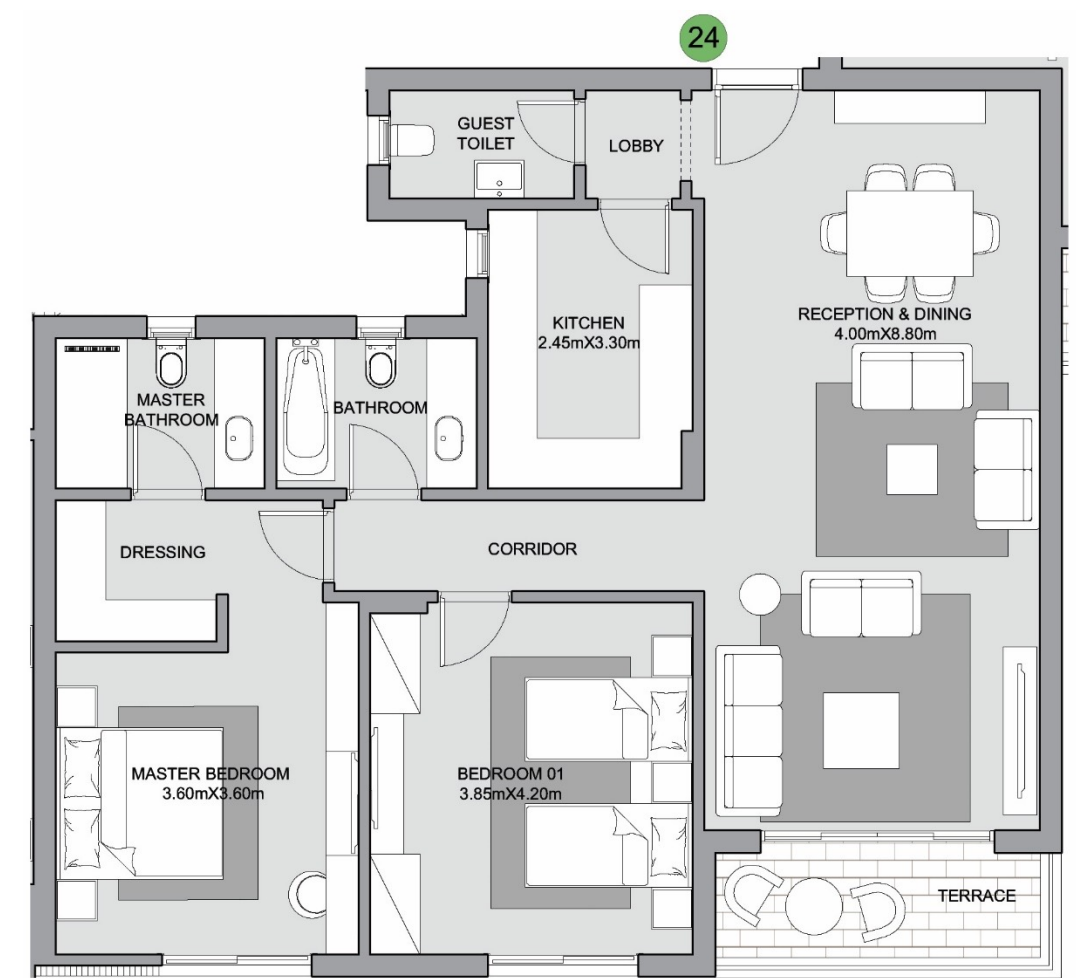 24
GUEST
TOILET
LOBBY
KITCHEN
2.45mX3.30m
RECEPTION & DINING
4.00mX8.80m
MASTER
BATHROOM
BATHROOM
DRESSING
CORRIDOR
MASTER BEDROOM
3.60mX3.60m
BEDROOM 01
3.85mX4.20m
TERRACE